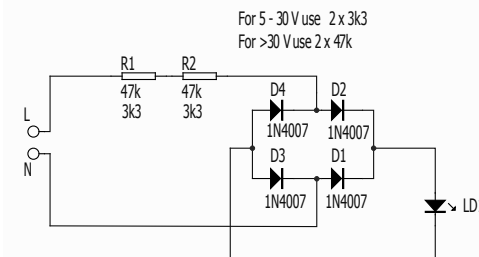 For 5 - 30 V use 2 x 3k3
For >30 V use 2 x 47k
R1 R2
47k 47k
3k3 3k3
D4 D2
L
1N4007 1N4007
N
D3 D1
1N4007 1N4007
LD